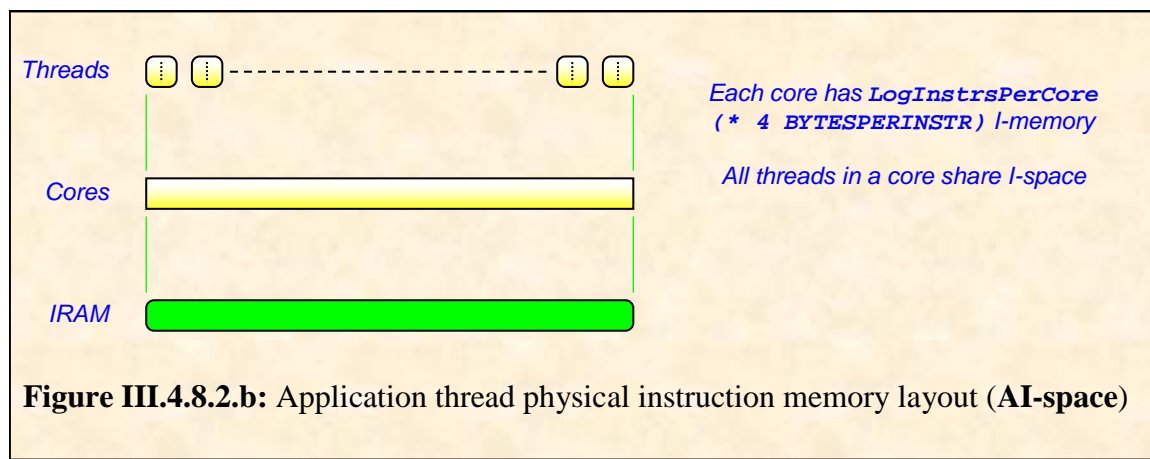 Threads
Each core has LogInstrsPerCore
(* 4 BYTESPERINSTR) I-memory
All threads in a core share I-space
Cores
IRAM
Figure III.4.8.2.b: Application thread physical instruction memory layout (AI-space)